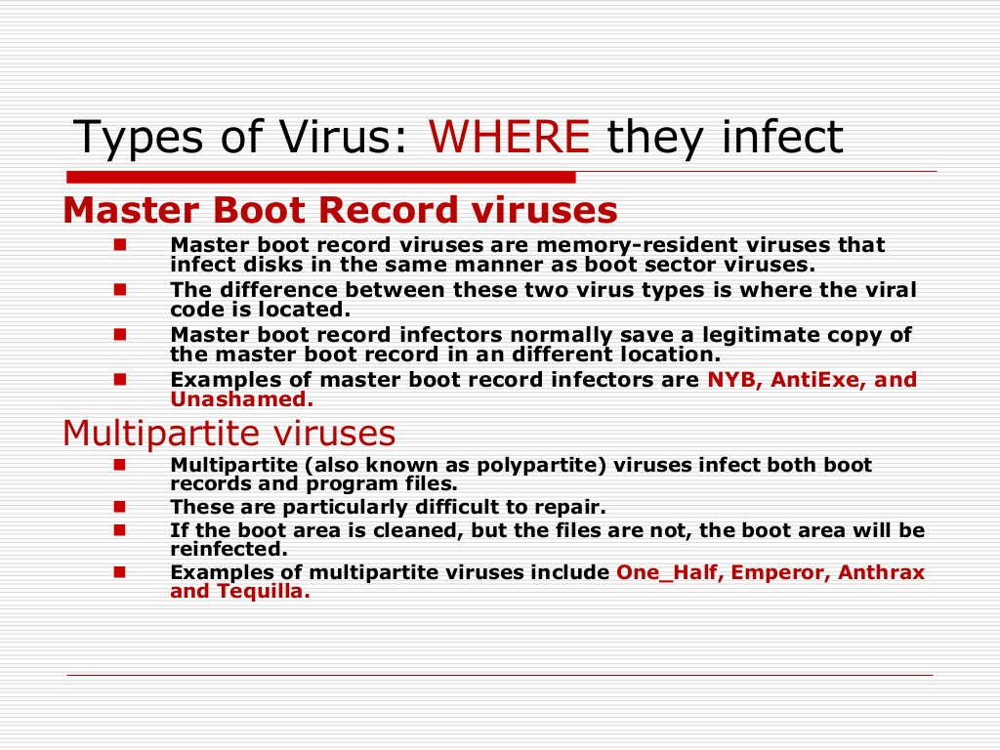 Types of Virus: WHERE they infect
Master Boot Record viruses
Master boot record viruses are memory-resident viruses that
infect disks in the same manner as boot sector viruses.
The difference between these two virus types is where the viral
code is located.
Master boot record infectors normally save a legitimate copy of
the master boot record in an different location.
Examples of master boot record infectors are NYB, AntiExe, and
Unashamed.
Multipartite viruses
Multipartite (also known as polypartite) viruses infect both boot
records and program files.
These are particularly difficult to repair.
If the boot area is cleaned, but the files are not, the boot area will be
reinfected.
Examples of multipartite viruses include One_Half, Emperor, Anthrax
and Tequilla.